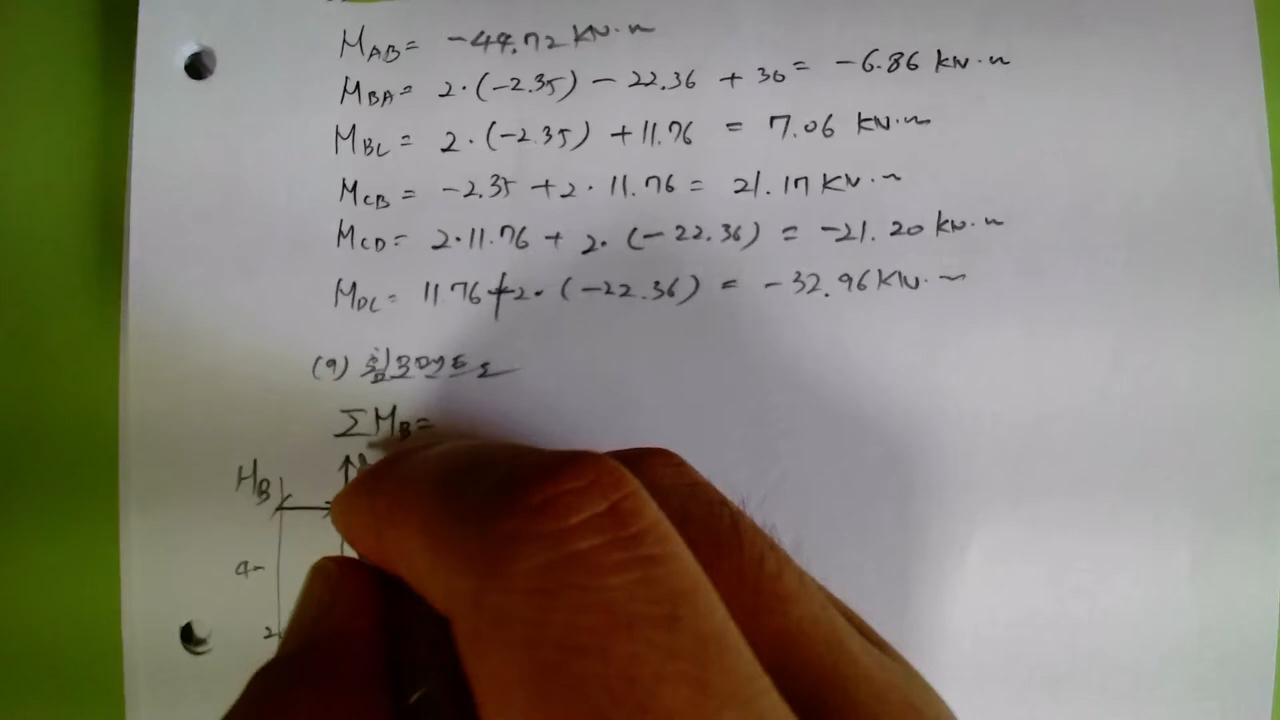 M_AB = -44.72 KN·m
M_BA = 2·(-2.35) - 22.36 + 30 = -6.86 KN·m
M_BC = 2·(-2.35) + 11.76 = 7.06 KN·m
M_CB = -2.35 + 2·11.76 = 21.17 KN·m
M_CD = 2·11.76 + 2·(-22.36) = -21.20 KN·m
M_DC = 11.76 + 2·(-22.36) = -32.96 KN·m
(9) 휨모멘트도
ΣM_B =
H_B
2